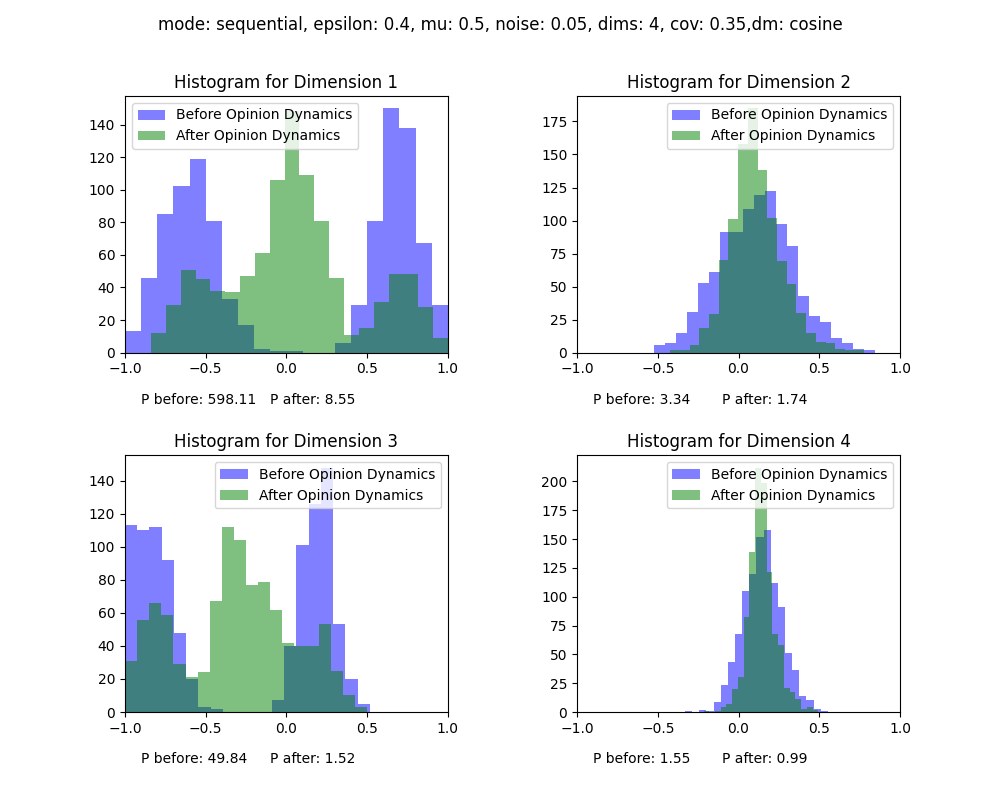 mode: sequential, epsilon: 0.4, mu: 0.5, noise: 0.05, dims: 4, cov: 0.35,dm: cosine
Histogram for Dimension 1
Before Opinion Dynamics
After Opinion Dynamics
140
120
100
80
60
40
20
0
−1.0 −0.5 0.0 0.5 1.0
P before: 598.11 P after: 8.55
Histogram for Dimension 2
Before Opinion Dynamics
After Opinion Dynamics
175
150
125
100
75
50
25
0
−1.0 −0.5 0.0 0.5 1.0
P before: 3.34 P after: 1.74
Histogram for Dimension 3
Before Opinion Dynamics
After Opinion Dynamics
140
120
100
80
60
40
20
0
−1.0 −0.5 0.0 0.5 1.0
P before: 49.84 P after: 1.52
Histogram for Dimension 4
Before Opinion Dynamics
After Opinion Dynamics
200
175
150
125
100
75
50
25
0
−1.0 −0.5 0.0 0.5 1.0
P before: 1.55 P after: 0.99